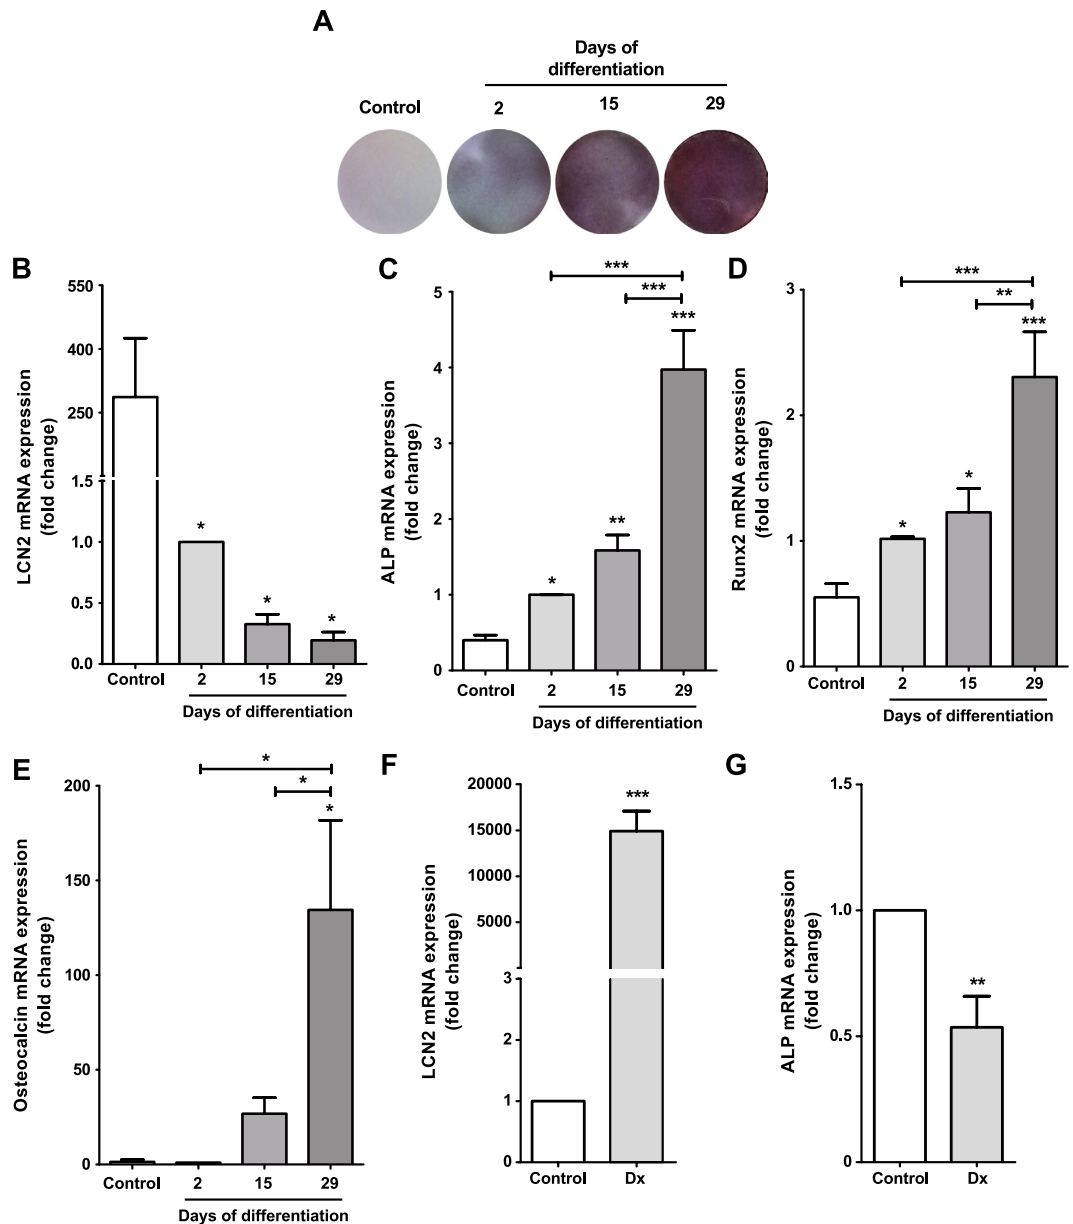 A
Days of
differentiation
Control 2 15 29
B
LCN2 mRNA expression
(fold change)
550
400
250
1.5
1.0
0.5
0.0
*
*
*
Control 2 15 29
Days of differentiation
C
ALP mRNA expression
(fold change)
5
4
3
2
1
0
***
***
***
**
*
Control 2 15 29
Days of differentiation
D
Runx2 mRNA expression
(fold change)
3
2
1
0
***
**
***
*
*
Control 2 15 29
Days of differentiation
E
Osteocalcin mRNA expression
(fold change)
200
150
100
50
0
*
*
*
Control 2 15 29
Days of differentiation
F
LCN2 mRNA expression
(fold change)
20000
15000
10000
5000
3
2
1
0
***
Control Dx
G
ALP mRNA expression
(fold change)
1.5
1.0
0.5
0.0
**
Control Dx